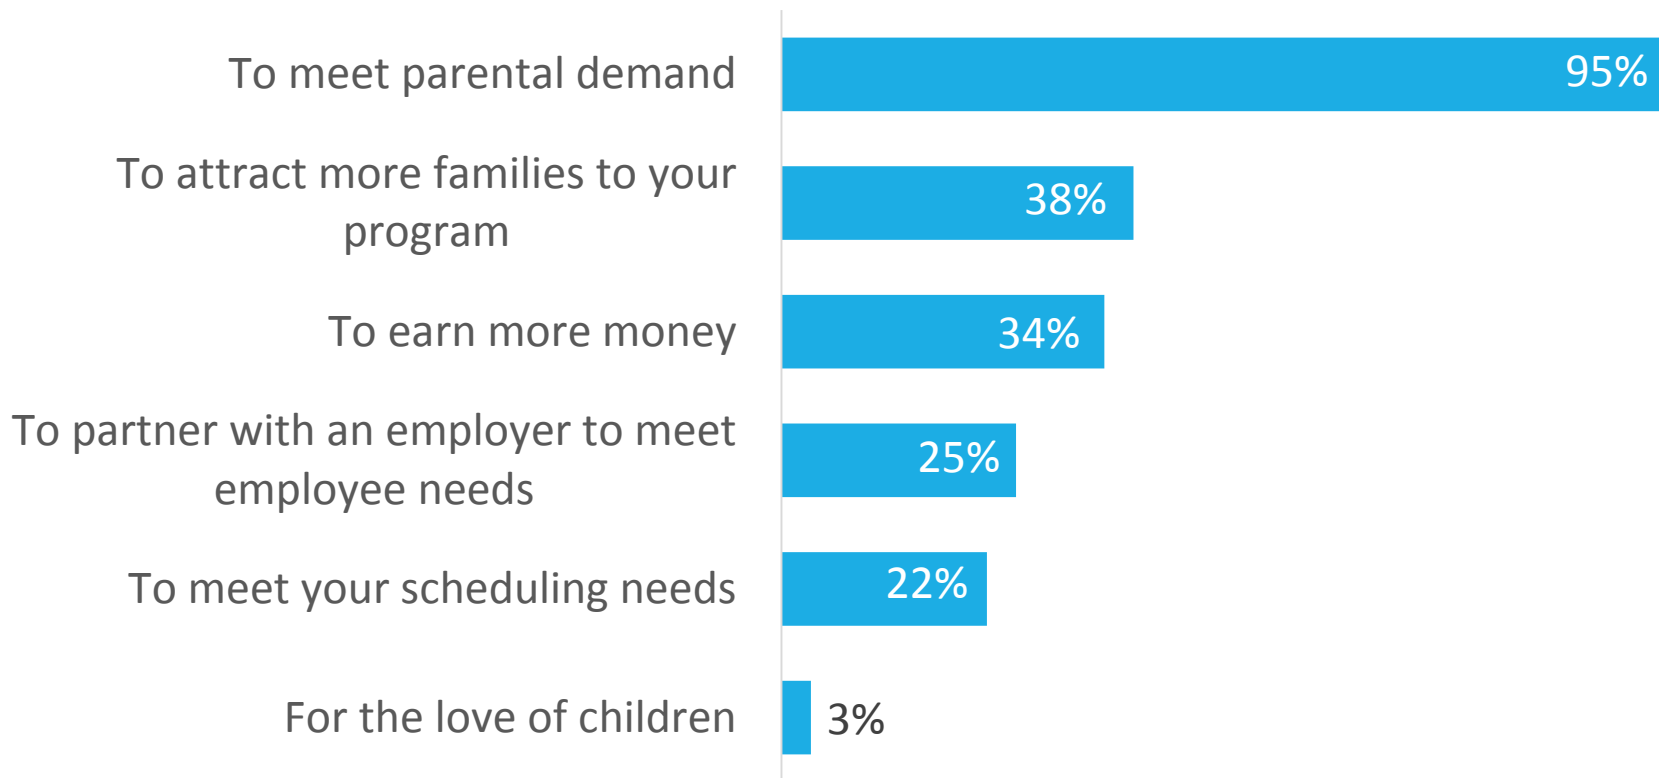 To meet parental demand
95%
To attract more families to your
program
38%
To earn more money
34%
To partner with an employer to meet
employee needs
25%
To meet your scheduling needs
22%
For the love of children
3%